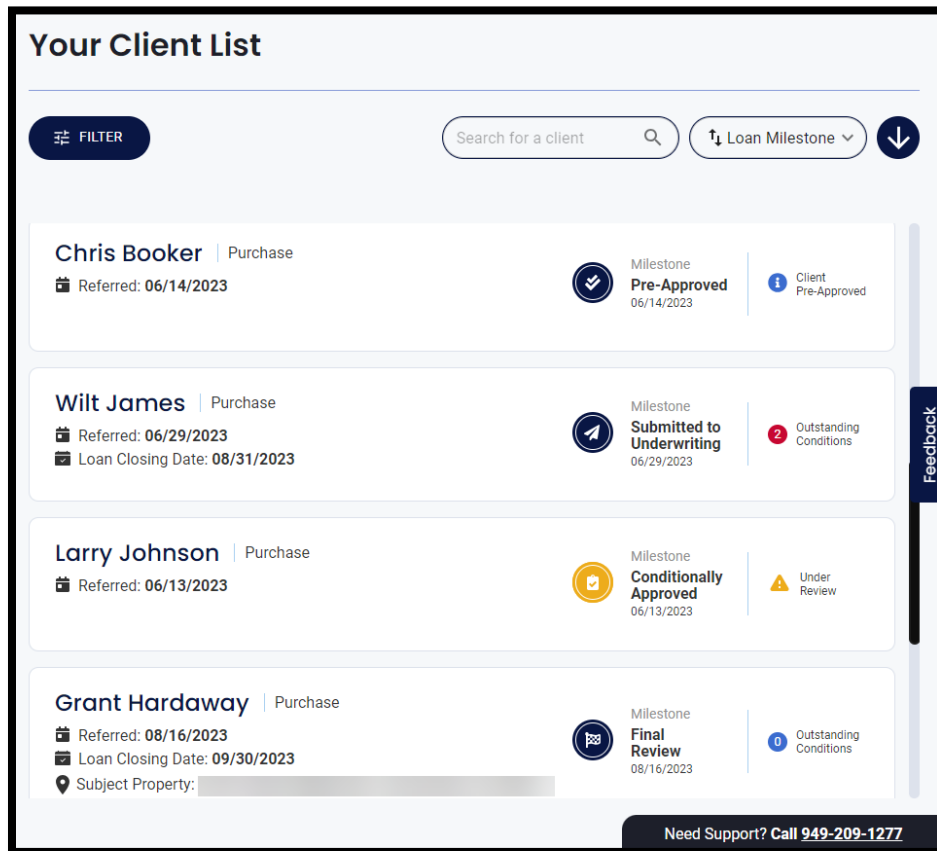 Your Client List
FILTER
Search for a client
Loan Milestone
Chris Booker | Purchase
Referred: 06/14/2023
Milestone
Pre-Approved
06/14/2023
Client
Pre-Approved
Wilt James | Purchase
Referred: 06/29/2023
Loan Closing Date: 08/31/2023
Milestone
Submitted to
Underwriting
06/29/2023
2
Outstanding
Conditions
Larry Johnson | Purchase
Referred: 06/13/2023
Milestone
Conditionally
Approved
06/13/2023
Under
Review
Grant Hardaway | Purchase
Referred: 08/16/2023
Loan Closing Date: 09/30/2023
Subject Property:
Milestone
Final
Review
08/16/2023
0
Outstanding
Conditions
Feedback
Need Support? Call 949-209-1277